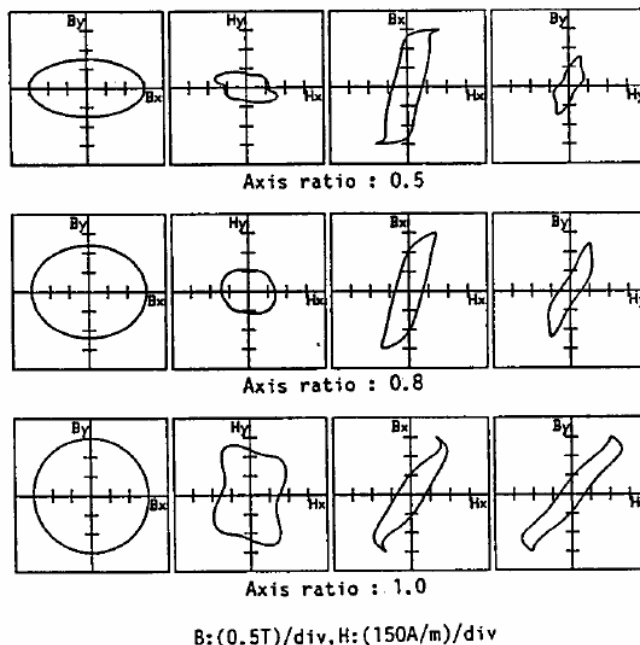 By Hy Bx By
Bx Hx Hx Hy
Axis ratio : 0.5
By Hy Bx By
Bx Hx Hx Hy
Axis ratio : 0.8
By Hy Bx By
Bx Hx Hx H
Axis ratio : 1.0
B:(0.5T)/div,H:(150A/m)/div